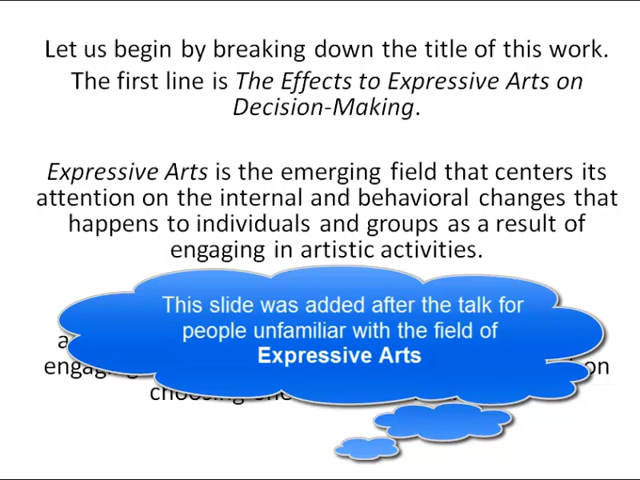 Let us begin by breaking down the title of this work.
The first line is The Effects to Expressive Arts on
Decision-Making.
Expressive Arts is the emerging field that centers its
attention on the internal and behavioral changes that
happens to individuals and groups as a result of
engaging in artistic activities.
This slide was added after the talk for
people unfamiliar with the field of
Expressive Arts